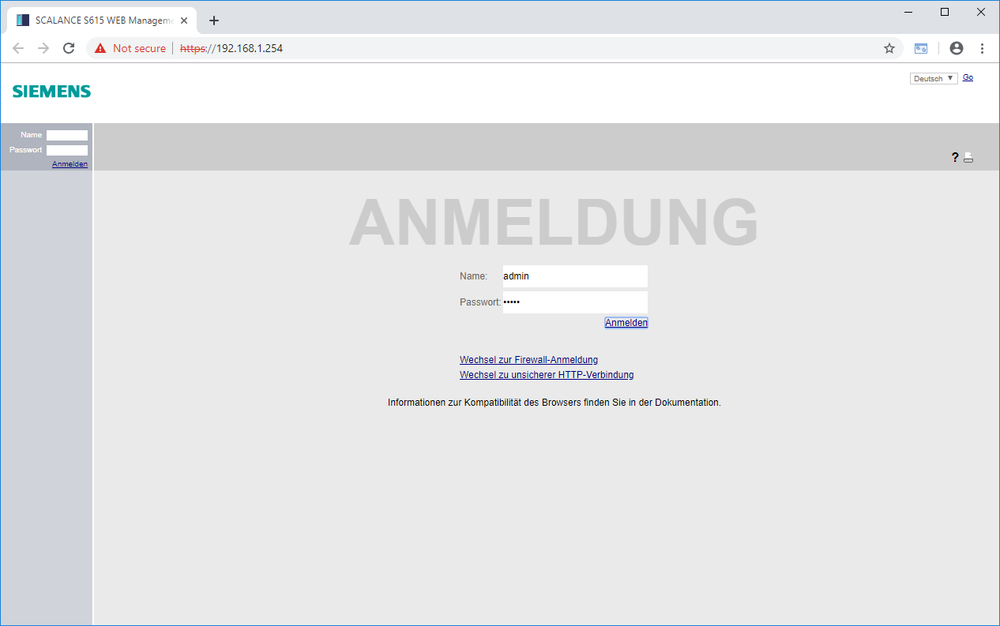 SCALANCE S615 WEB Manageme
Not secure
https://192.168.1.254
SIEMENS
Deutsch Go
Name
Passwort
Anmelden
?
ANMELDUNG
Name: admin
Passwort: •••••
Anmelden
Wechsel zur Firewall-Anmeldung
Wechsel zu unsicherer HTTP-Verbindung
Informationen zur Kompatibilität des Browsers finden Sie in der Dokumentation.